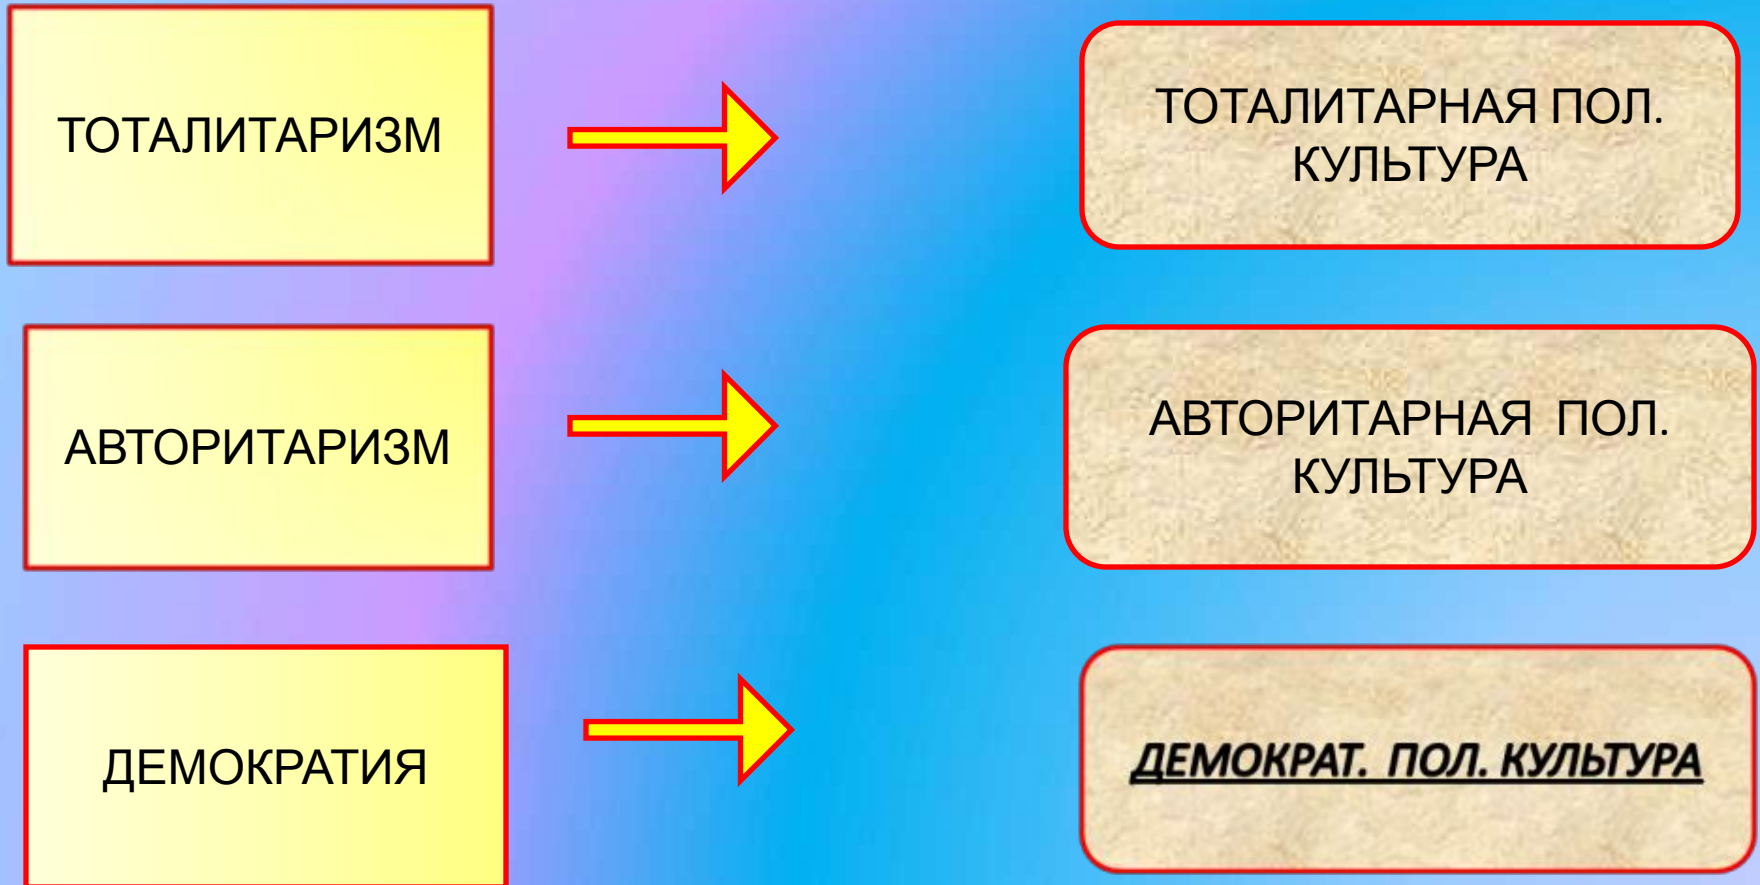 ТОТАЛИТАРИЗМ
ТОТАЛИТАРНАЯ ПОЛ.
КУЛЬТУРА
АВТОРИТАРИЗМ
АВТОРИТАРНАЯ ПОЛ.
КУЛЬТУРА
ДЕМОКРАТИЯ
ДЕМОКРАТ. ПОЛ. КУЛЬТУРА